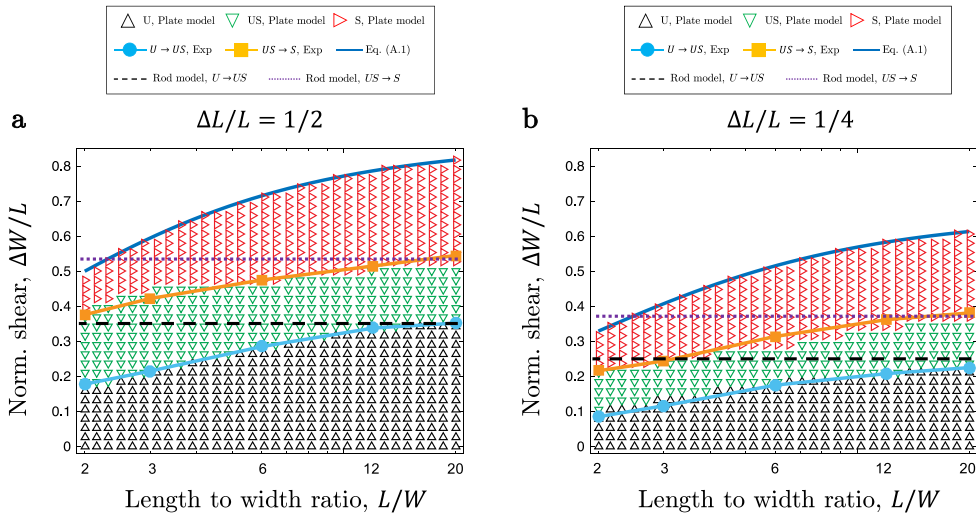 U, Plate model US, Plate model S, Plate model
U → US, Exp US → S, Exp Eq. (A.1)
Rod model, U → US Rod model, US → S
U, Plate model US, Plate model S, Plate model
U → US, Exp US → S, Exp Eq. (A.1)
Rod model, U → US Rod model, US → S
a ΔL/L = 1/2
b ΔL/L = 1/4
Norm. shear, ΔW/L
0.8
0.7
0.6
0.5
0.4
0.3
0.2
0.1
0
2 3 6 12 20
Length to width ratio, L/W
Norm. shear, ΔW/L
0.8
0.7
0.6
0.5
0.4
0.3
0.2
0.1
0
2 3 6 12 20
Length to width ratio, L/W